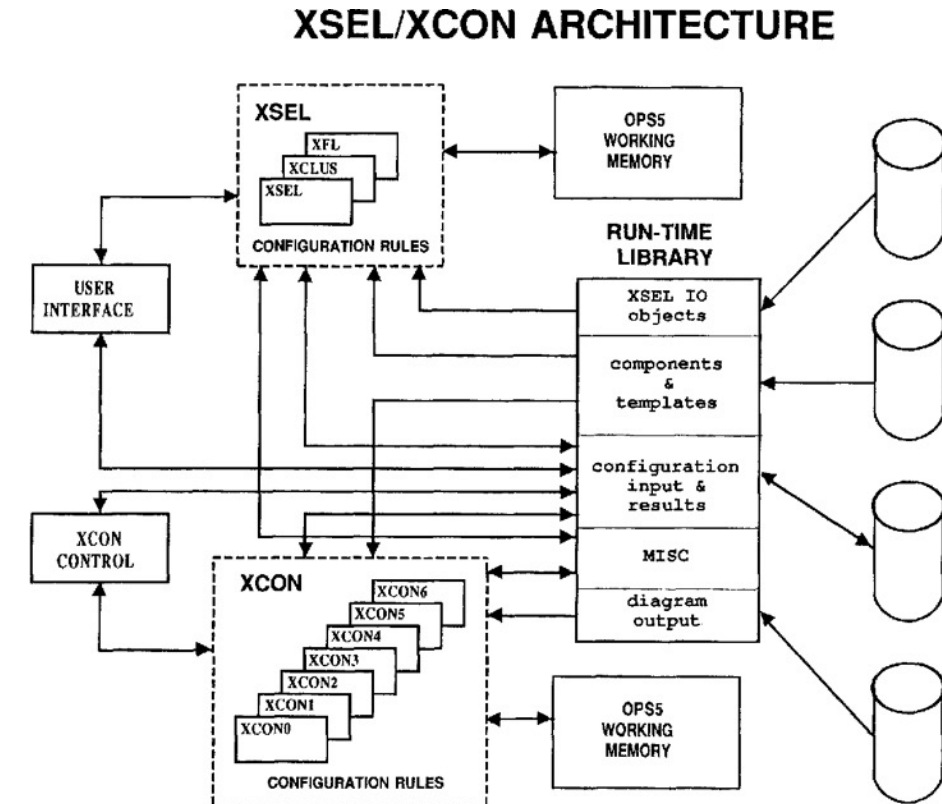 XSEL/XCON ARCHITECTURE
XSEL
XFL
XCLUS
XSEL
CONFIGURATION RULES
OPS5
WORKING
MEMORY
USER
INTERFACE
RUN-TIME
LIBRARY
XSEL IO
objects
components
&
templates
configuration
input &
results
MISC
diagram
output
XCON
CONTROL
XCON
XCON6
XCON5
XCON4
XCON3
XCON2
XCON1
XCON0
CONFIGURATION RULES
OPS5
WORKING
MEMORY